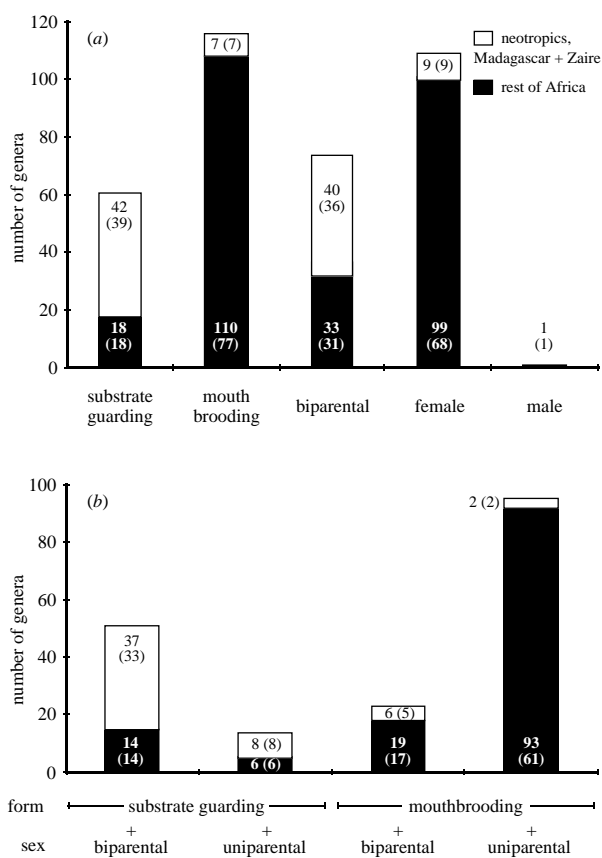 120
100
80
60
40
20
0
number of genera
(a)
neotropics,
Madagascar + Zaire
rest of Africa
42
(39)
18
(18)
7 (7)
110
(77)
40
(36)
33
(31)
9 (9)
99
(68)
1
(1)
substrate
guarding
mouth
brooding
biparental
female
male
100
80
60
40
20
0
number of genera
(b)
37
(33)
14
(14)
8 (8)
6 (6)
6 (5)
19
(17)
2 (2)
93
(61)
form substrate guarding mouthbrooding
+ + + +
sex biparental uniparental biparental uniparental